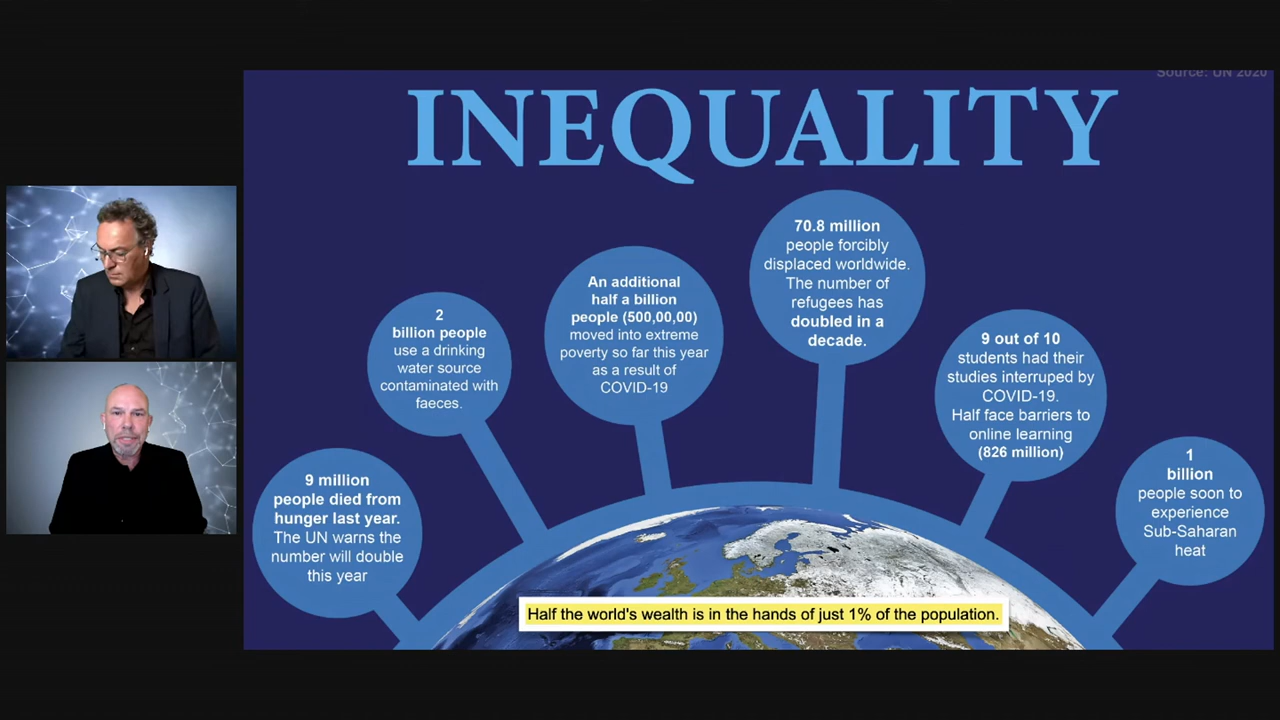 Source: UN 2020
INEQUALITY
9 million
people died from
hunger last year.
The UN warns the
number will double
this year
2
billion people
use a drinking
water source
contaminated with
faeces.
An additional
half a billion
people (500,00,00)
moved into extreme
poverty so far this year
as a result of
COVID-19
70.8 million
people forcibly
displaced worldwide.
The number of
refugees has
doubled in a
decade.
9 out of 10
students had their
studies interruped by
COVID-19.
Half face barriers to
online learning
(826 million)
1
billion
people soon to
experience
Sub-Saharan
heat
Half the world's wealth is in the hands of just 1% of the population.